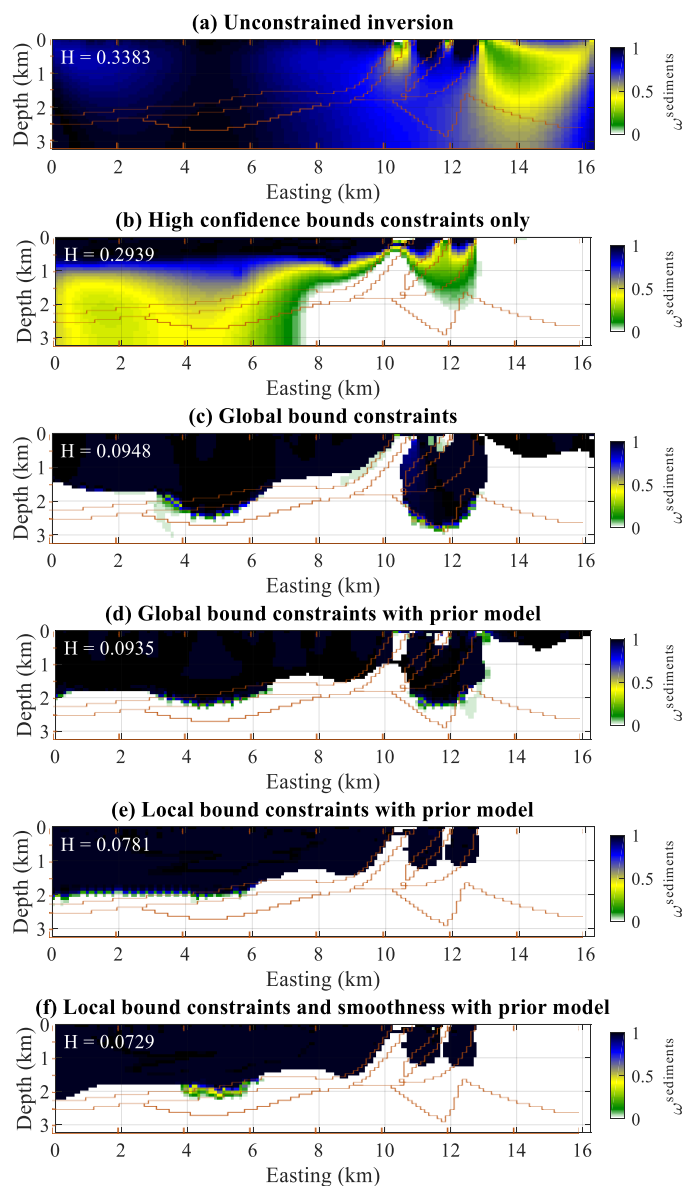 (a) Unconstrained inversion
H = 0.3383
Depth (km)
0
1
2
3
0 2 4 6 8 10 12 14 16
Easting (km)
1
0.5
0
ω^sediments
(b) High confidence bounds constraints only
H = 0.2939
Depth (km)
0
1
2
3
0 2 4 6 8 10 12 14 16
Easting (km)
1
0.5
0
ω^sediments
(c) Global bound constraints
H = 0.0948
Depth (km)
0
1
2
3
0 2 4 6 8 10 12 14 16
Easting (km)
1
0.5
0
ω^sediments
(d) Global bound constraints with prior model
H = 0.0935
Depth (km)
0
1
2
3
0 2 4 6 8 10 12 14 16
Easting (km)
1
0.5
0
ω^sediments
(e) Local bound constraints with prior model
H = 0.0781
Depth (km)
0
1
2
3
0 2 4 6 8 10 12 14 16
Easting (km)
1
0.5
0
ω^sediments
(f) Local bound constraints and smoothness with prior model
H = 0.0729
Depth (km)
0
1
2
3
0 2 4 6 8 10 12 14 16
Easting (km)
1
0.5
0
ω^sediments